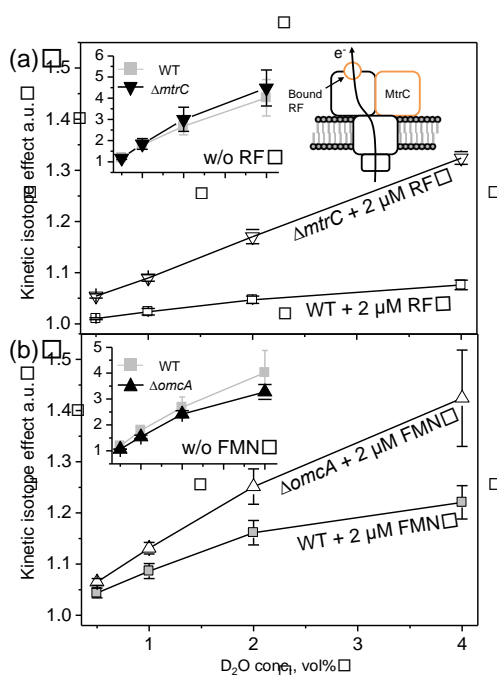 (a)
1.5
1.4
1.3
1.2
1.1
1.0
Kinetic isotope effect a.u.
6
5
4
3
2
1
WT
ΔmtrC
w/o RF
e-
Bound
RF
MtrC
ΔmtrC + 2 µM RF
WT + 2 µM RF
(b)
1.4
1.3
1.2
1.1
1.0
Kinetic isotope effect a.u.
5
4
3
2
1
WT
ΔomcA
w/o FMN
ΔomcA + 2 µM FMN
WT + 2 µM FMN
1
2
3
4
D2O conc, vol%